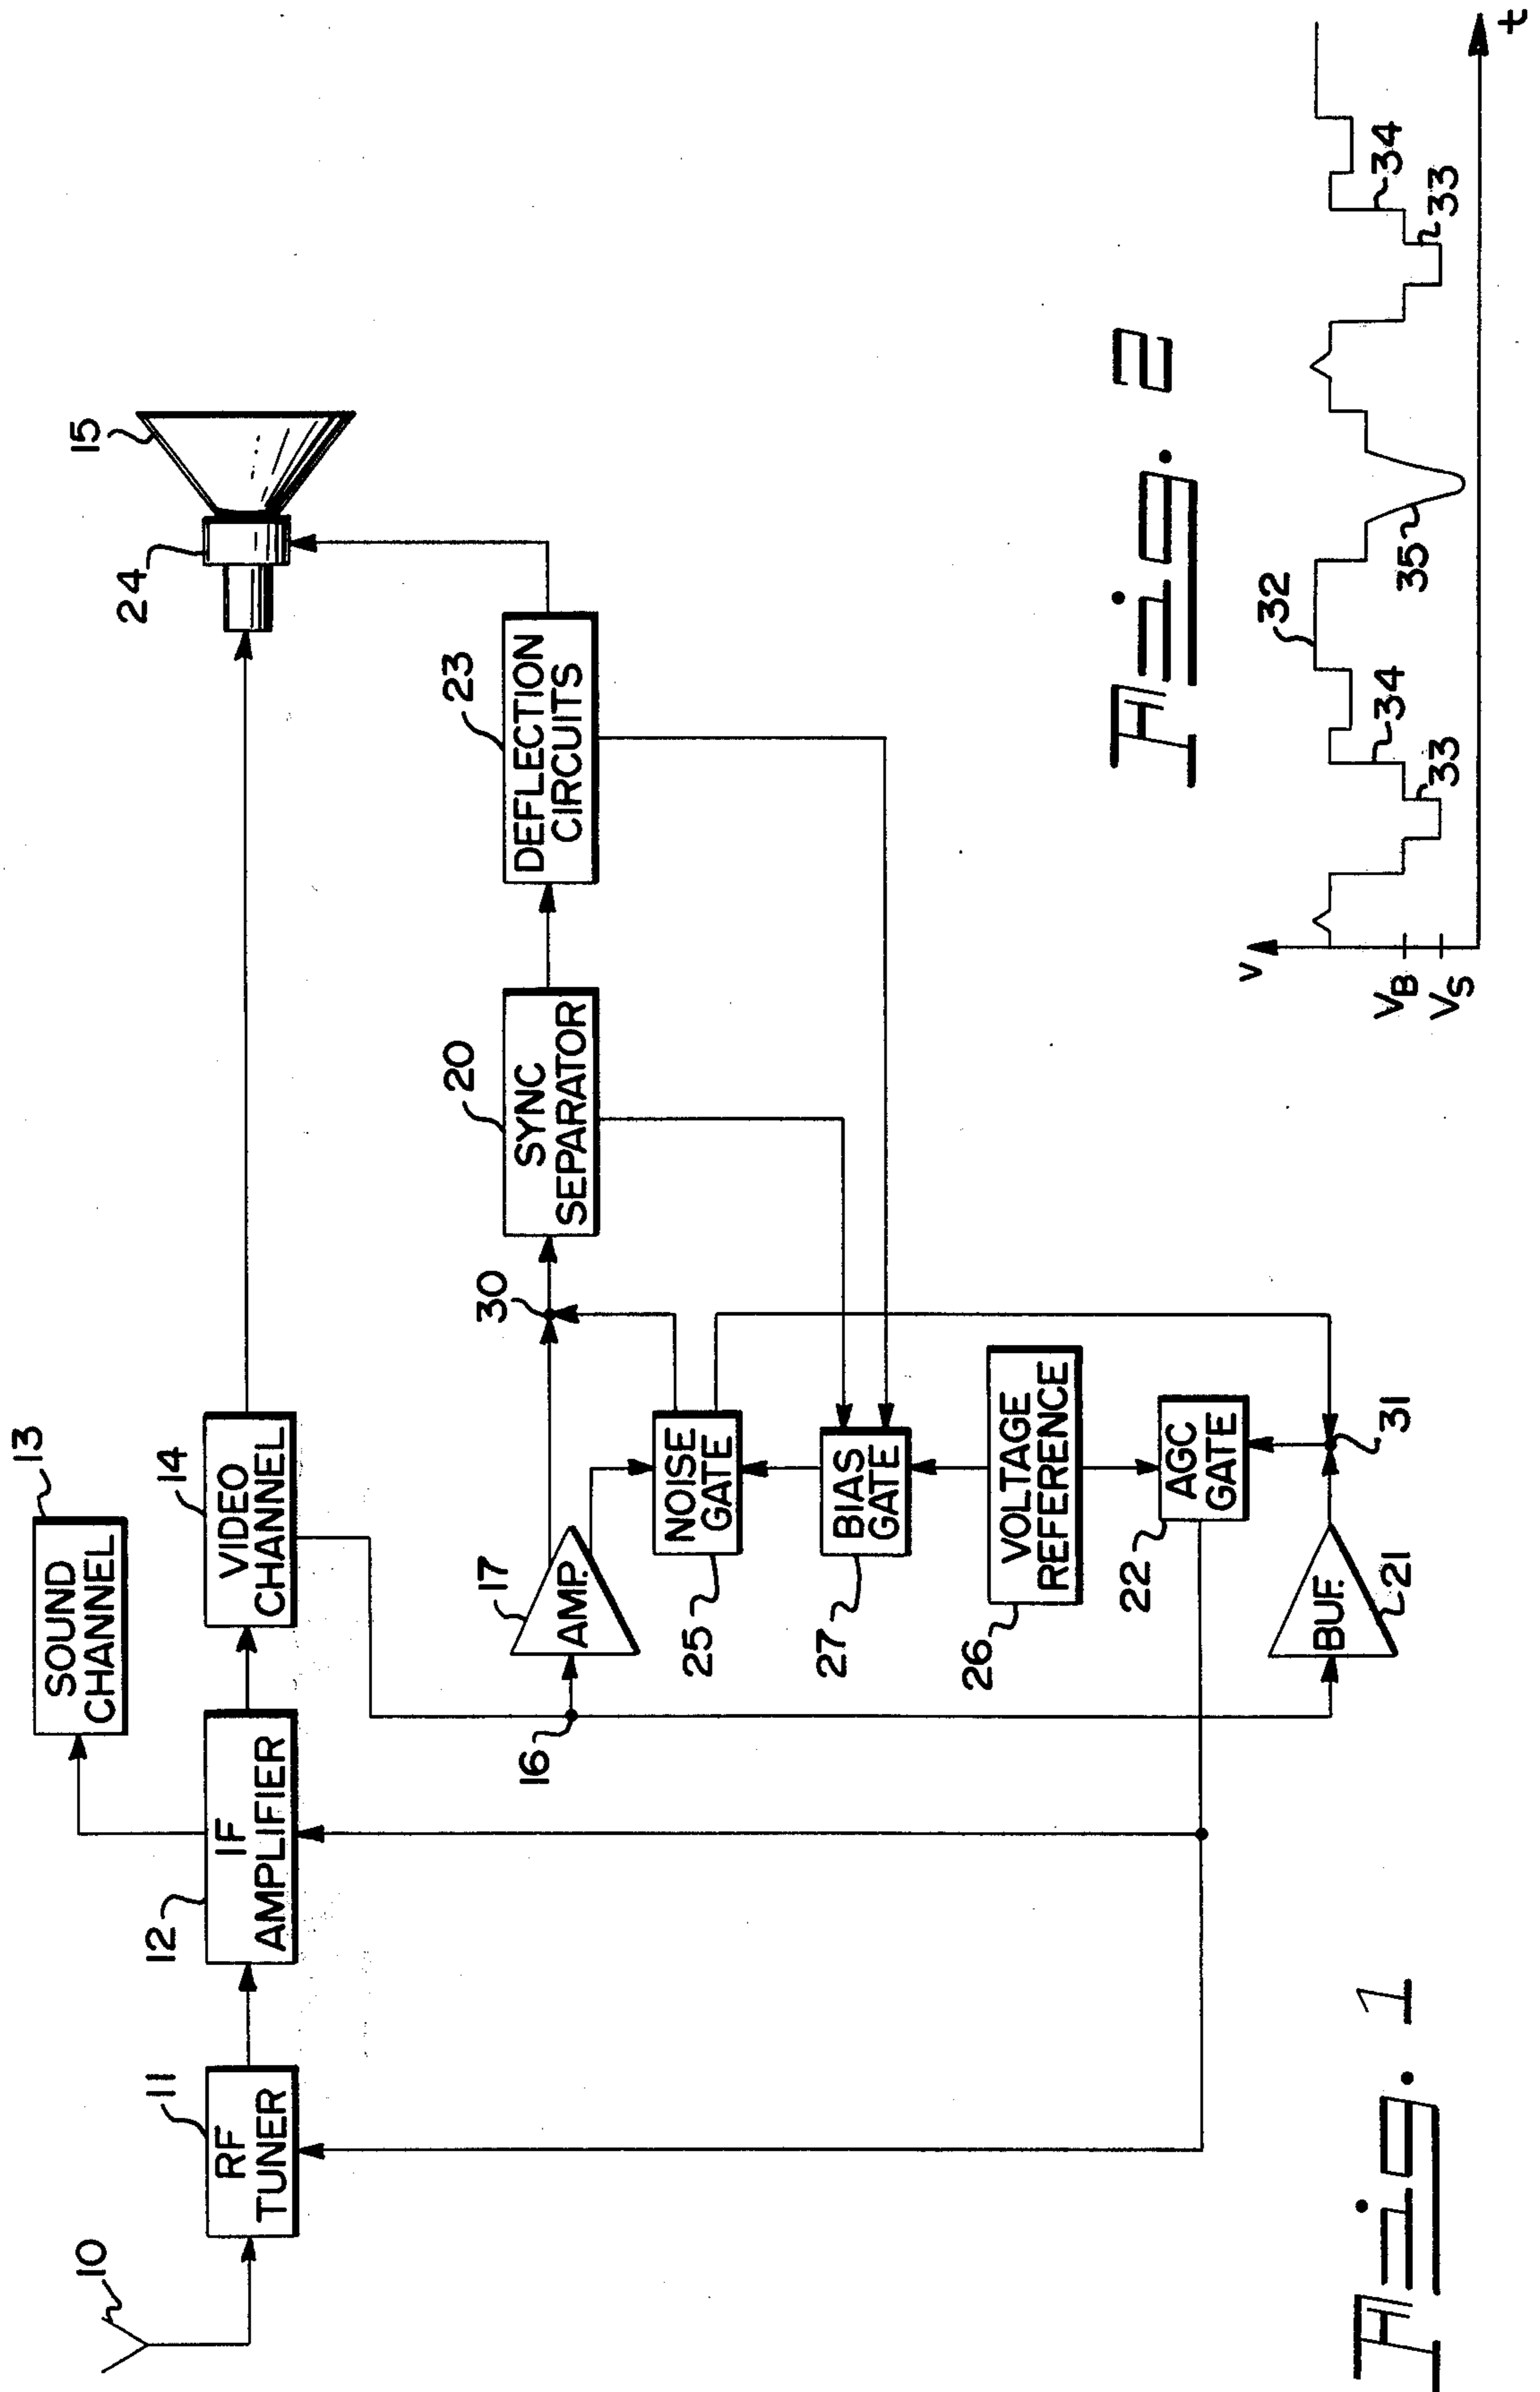 10
11
RF
TUNER
12
IF
AMPLIFIER
13
SOUND
CHANNEL
14
VIDEO
CHANNEL
24
15
16
17
AMP.
30
20
SYNC
SEPARATOR
23
DEFLECTION
CIRCUITS
25
NOISE
GATE
27
BIAS
GATE
26
VOLTAGE
REFERENCE
22
AGC
GATE
BUF.
21
31
Fig. 1
V
VB
VS
33
34
32
35
33
34
t
Fig. 2